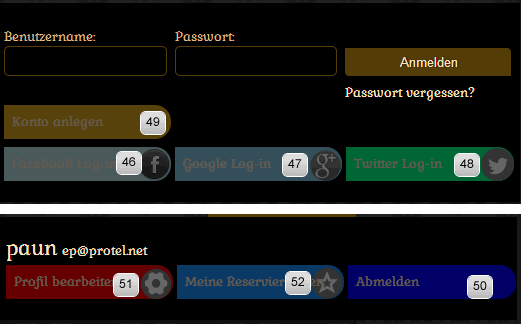 Benutzername: Passwort:
Anmelden
Passwort vergessen?
Konto anlegen 49
Facebook Log-in 46 Google Log-in 47 Twitter Log-in 48
paun ep@protel.net
Profil bearbeiten 51 Meine 52 Abmelden 50